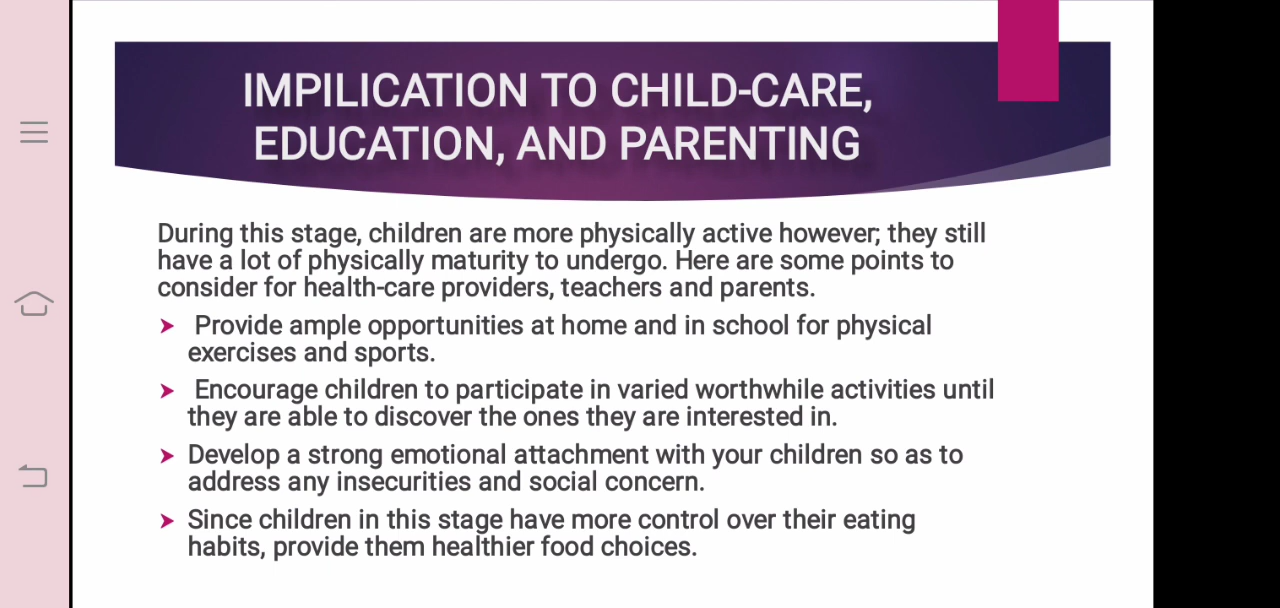 IMPILICATION TO CHILD-CARE,
EDUCATION, AND PARENTING
During this stage, children are more physically active however; they still
have a lot of physically maturity to undergo. Here are some points to
consider for health-care providers, teachers and parents.
➤ Provide ample opportunities at home and in school for physical
exercises and sports.
➤ Encourage children to participate in varied worthwhile activities until
they are able to discover the ones they are interested in.
➤ Develop a strong emotional attachment with your children so as to
address any insecurities and social concern.
➤ Since children in this stage have more control over their eating
habits, provide them healthier food choices.